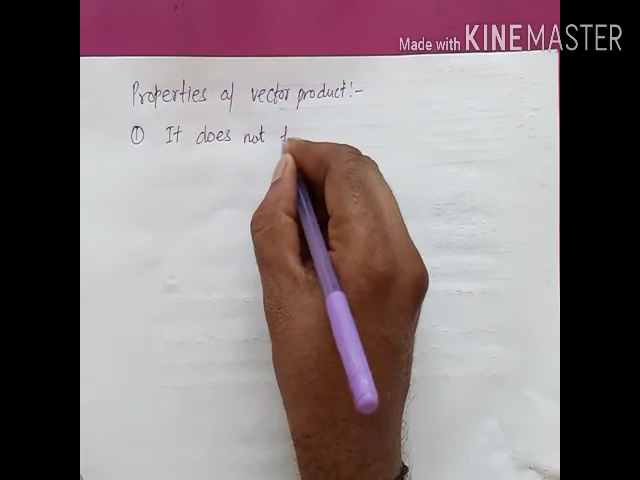 Made with KINEMASTER
Properties of vector product:-
① It does not